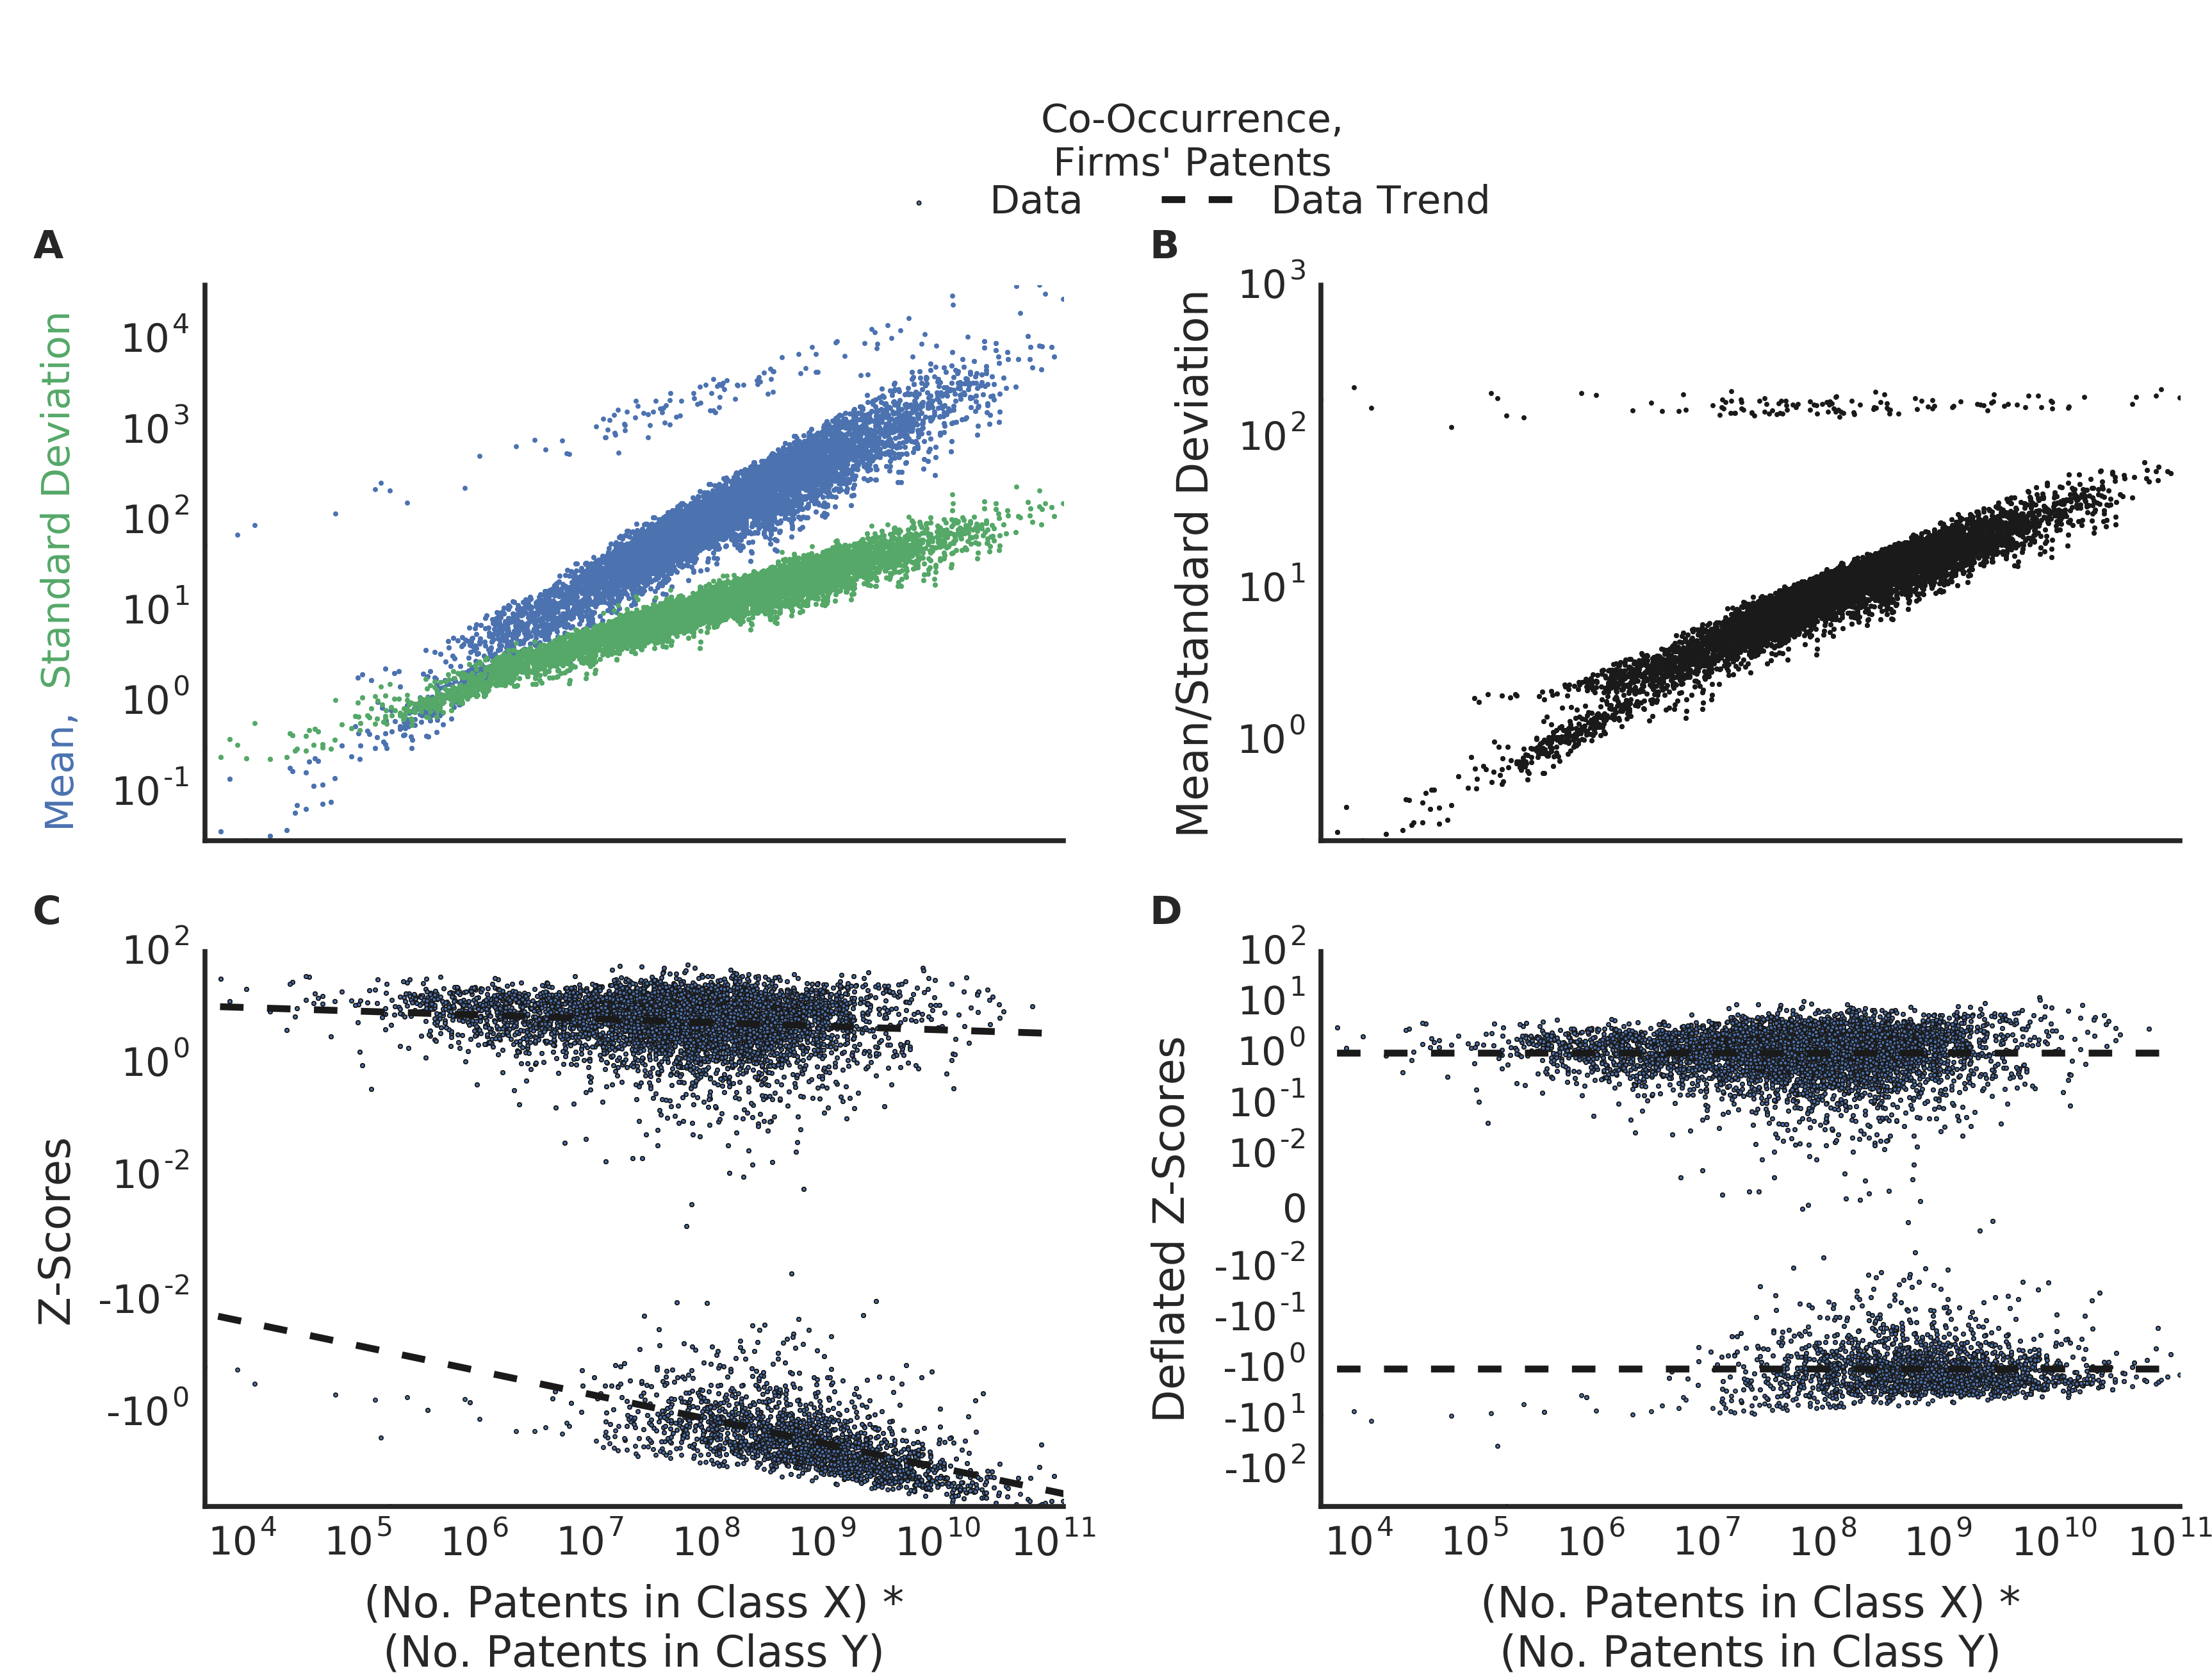 Co-Occurrence,
Firms' Patents
Data
Data Trend
A
Mean, Standard Deviation
10^4
10^3
10^2
10^1
10^0
10^-1
B
Mean/Standard Deviation
10^3
10^2
10^1
10^0
C
Z-Scores
10^2
10^0
10^-2
-10^-2
-10^0
10^4 10^5 10^6 10^7 10^8 10^9 10^10 10^11
(No. Patents in Class X) *
(No. Patents in Class Y)
D
Deflated Z-Scores
10^2
10^1
10^0
10^-1
10^-2
0
-10^-2
-10^-1
-10^0
-10^1
-10^2
10^4 10^5 10^6 10^7 10^8 10^9 10^10 10^11
(No. Patents in Class X) *
(No. Patents in Class Y)